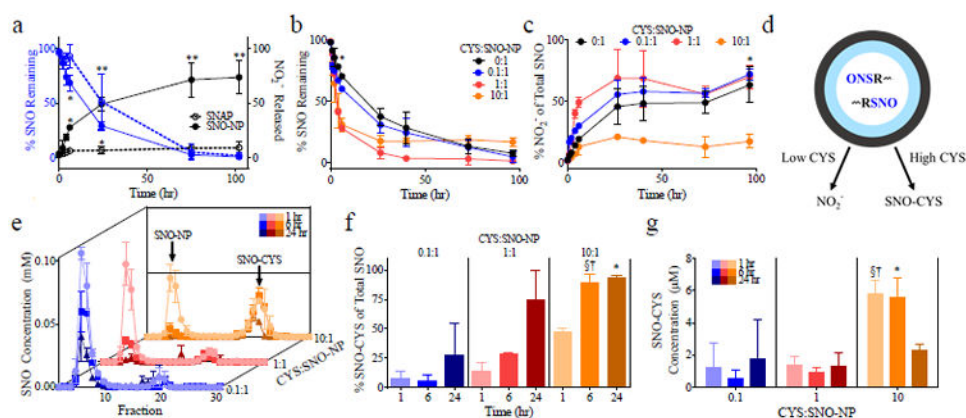 a
% SNO Remaining
100
50
0
** **
**
*
*
SNAP
SNO-NP
100
50
0
NO₂⁻ Released
0 50 100
Time (hr)
b
% SNO Remaining
100
50
0
*
CYS:SNO-NP
0:1
0.1:1
1:1
10:1
0 50 100
Time (hr)
c
% NO₂⁻ of Total SNO
100
50
0
CYS:SNO-NP
0:1 0.1:1 1:1 10:1
*
0 50 100
Time (hr)
d
ONSR~
~RSNO
Low CYS High CYS
NO₂⁻ SNO-CYS
e
SNO Concentration (mM)
0.10
0.05
0.00
SNO-NP
1 hr
6 hr
24 hr
SNO-CYS
10:1
1:1
0.1:1
CYS:SNO-NP
0 10 20 30
Fraction
f
CYS:SNO-NP
0.1:1 1:1 10:1
% SNO-CYS of Total SNO
100
75
50
25
0
§†
*
1 6 24 1 6 24 1 6 24
Time (hr)
g
SNO-CYS
Concentration (μM)
8
6
4
2
0
1 hr
6 hr
24 hr
§†
*
0.1 1 10
CYS:SNO-NP